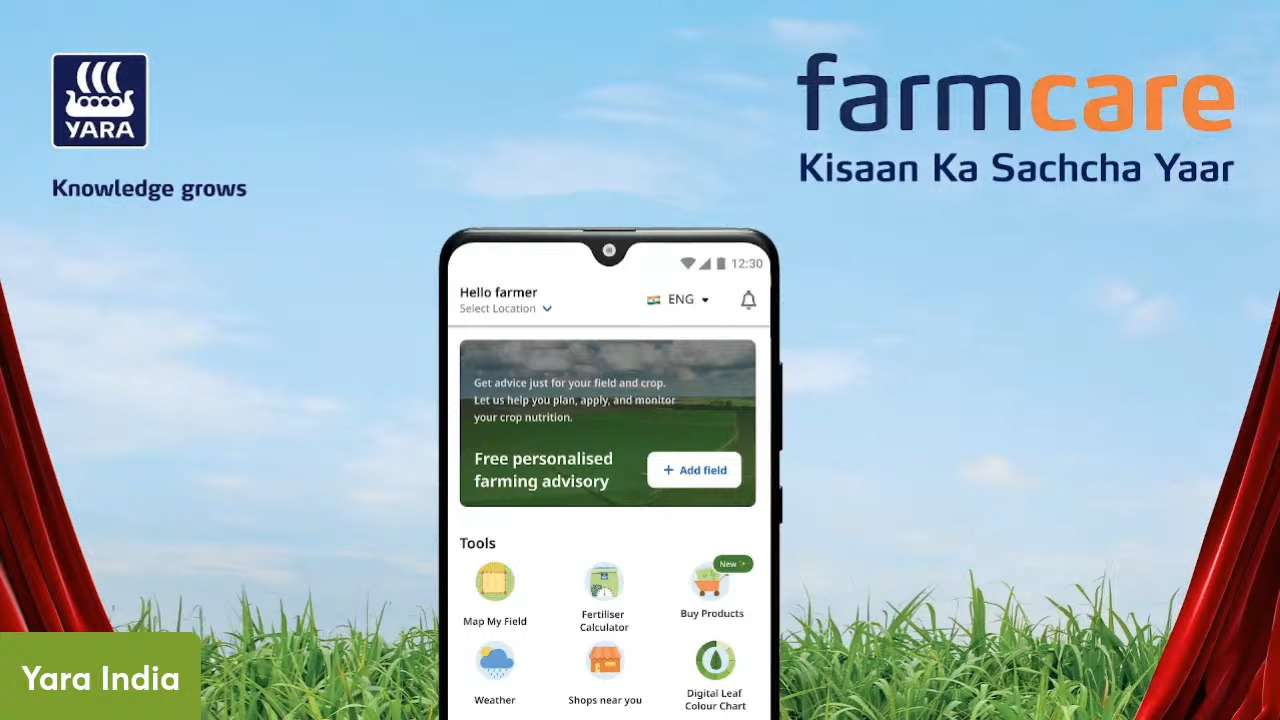 YARA
Knowledge grows
farmcare
Kisaan Ka Sachcha Yaar
12:30
Hello farmer
Select Location
ENG
Get advice just for your field and crop.
Let us help you plan, apply, and monitor
your crop nutrition.
Free personalised
farming advisory
+ Add field
Tools
New
Map My Field
Fertiliser
Calculator
Buy Products
Weather
Shops near you
Digital Leaf
Colour Chart
Yara India